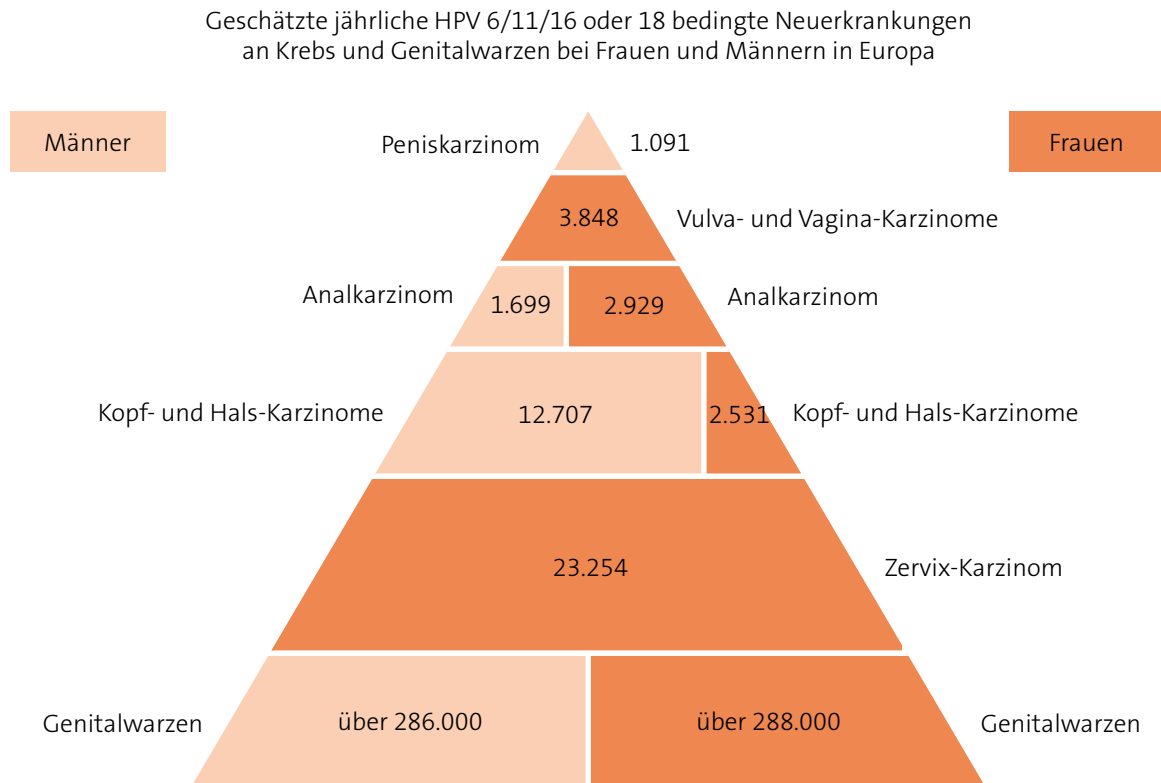 Geschätzte jährliche HPV 6/11/16 oder 18 bedingte Neuerkrankungen
an Krebs und Genitalwarzen bei Frauen und Männern in Europa
Männer
Peniskarzinom
1.091
Frauen
3.848
Vulva- und Vagina-Karzinome
Analkarzinom
1.699
2.929
Analkarzinom
Kopf- und Hals-Karzinome
12.707
2.531
Kopf- und Hals-Karzinome
23.254
Zervix-Karzinom
Genitalwarzen
über 286.000
über 288.000
Genitalwarzen